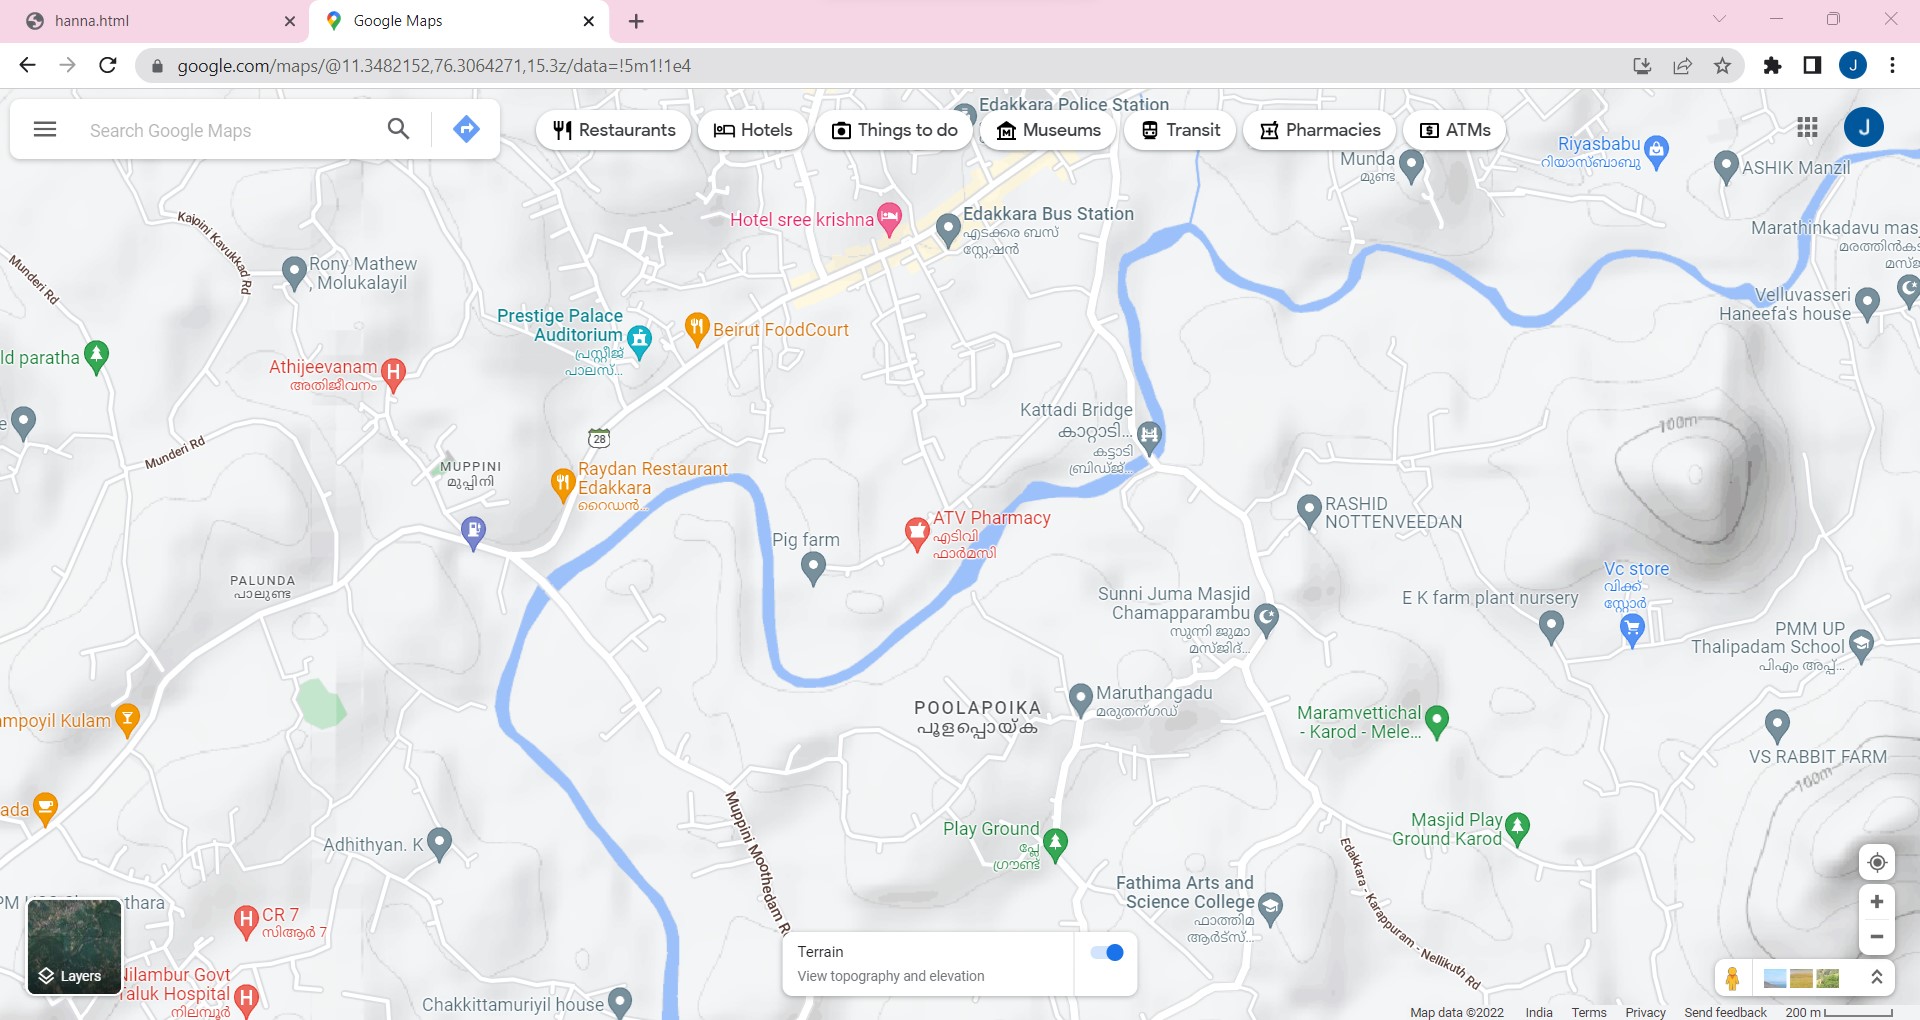 hanna.html
Google Maps
google.com/maps/@11.3482152,76.3064271,15.3z/data=!5m1!1e4
J
Search Google Maps
Restaurants
Hotels
Things to do
Museums
Transit
Pharmacies
ATMs
J
Edakkara Police Station
Munda
മുണ്ട
Riyasbabu
റിയാസ്ബാബു
ASHIK Manzil
Hotel sree krishna
Edakkara Bus Station
എടക്കര ബസ്
സ്റ്റേഷൻ
Marathinkadavu mas
മരത്തിൻക
മസ്ജ
Kaipini Kavukkad Rd
Munderi Rd
Rony Mathew
, Molukalayil
Velluvasseri
Haneefa's house
Prestige Palace
Auditorium
പ്രസ്റ്റീജ്
പാലസ്...
Beirut FoodCourt
ld paratha
Athijeevanam
അതിജീവനം
Kattadi Bridge
കാറ്റാടി...
കട്ടാടി
ബ്രിഡ്ജ്...
100m
28
Munderi Rd
MUPPINI
മുപ്പിനി
Raydan Restaurant
Edakkara
റൈഡൻ...
RASHID
NOTTENVEEDAN
ATV Pharmacy
എടിവി
ഫാർമസി
Pig farm
PALUNDA
പാലുണ്ട
Vc store
വിക്ക്
സ്റ്റോർ
Sunni Juma Masjid
Chamapparambu
സുന്നി ജുമാ
മസ്ജിദ്...
E K farm plant nursery
PMM UP
Thalipadam School
പിഎം അപ്പ്...
Maruthangadu
മരുതന്ഗഡ്
POOLAPOIKA
പൂളപ്പൊയ്ക
Maramvettichal
- Karod - Mele...
ampoyil Kulam
VS RABBIT FARM
100m
ada
Muppini Moothedam R
Play Ground
പ്ലേ
ഗ്രൗണ്ട്
Masjid Play
Ground Karod
Adhithyan. K
Edakkara - Karappuram - Nellikuth Rd
Fathima Arts and
Science College
ഫാത്തിമ
ആർട്സ്...
PM
thara
CR 7
സിആർ 7
Layers
Nilambur Govt
Taluk Hospital
നിലമ്പൂർ
Chakkittamuriyil house
Terrain
View topography and elevation
Map data ©2022
India
Terms
Privacy
Send feedback
200 m